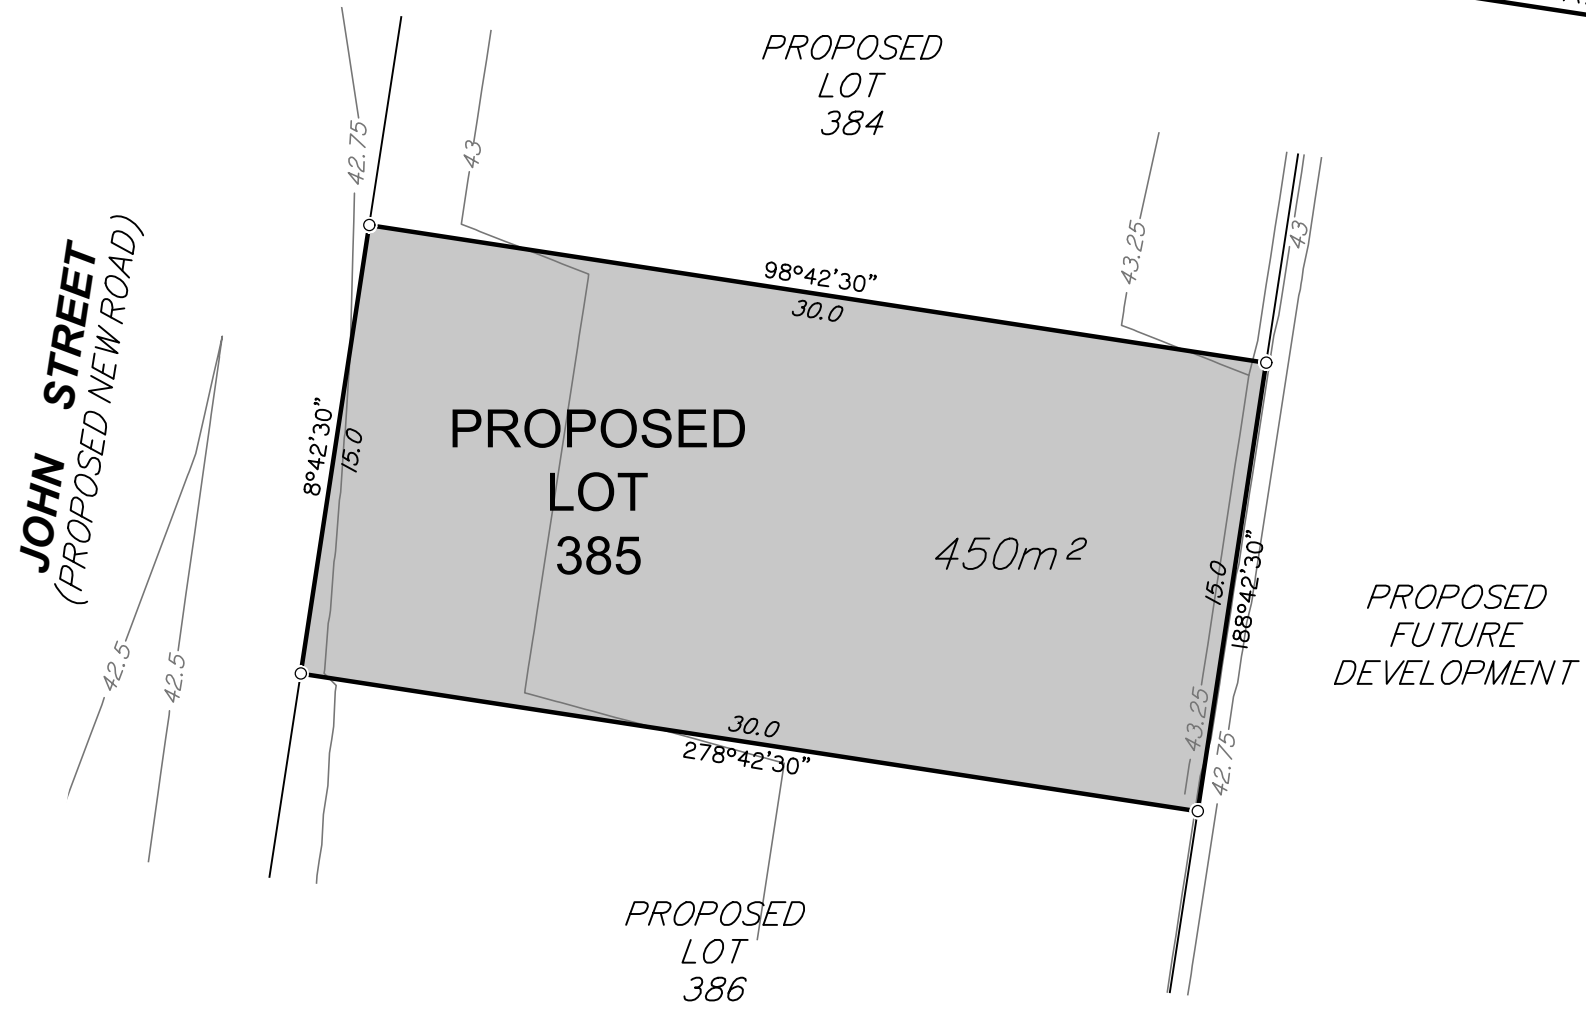 PROPOSED
LOT
384
42.75
43
43.25
43
98°42'30"
30.0
JOHN STREET
(PROPOSED NEW ROAD)
8°42'30"
15.0
PROPOSED
LOT
385
450m²
15.0
188°42'30"
PROPOSED
FUTURE
DEVELOPMENT
42.5
42.5
43.25
42.75
30.0
278°42'30"
PROPOSED
LOT
386